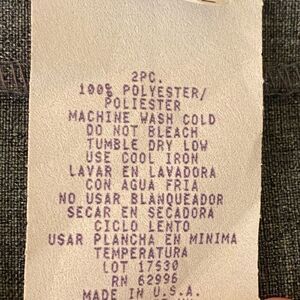 2PC.
100% POLYESTER/
POLIESTER
MACHINE WASH COLD
DO NOT BLEACH
TUMBLE DRY LOW
USE COOL IRON
LAVAR EN LAVADORA
CON AGUA FRIA
NO USAR BLANQUEADOR
SECAR EN SECADORA
CICLO LENTO
USAR PLANCHA EN MINIMA
TEMPERATURA
LOT 17530
RN 62996
MADE IN U.S.A.